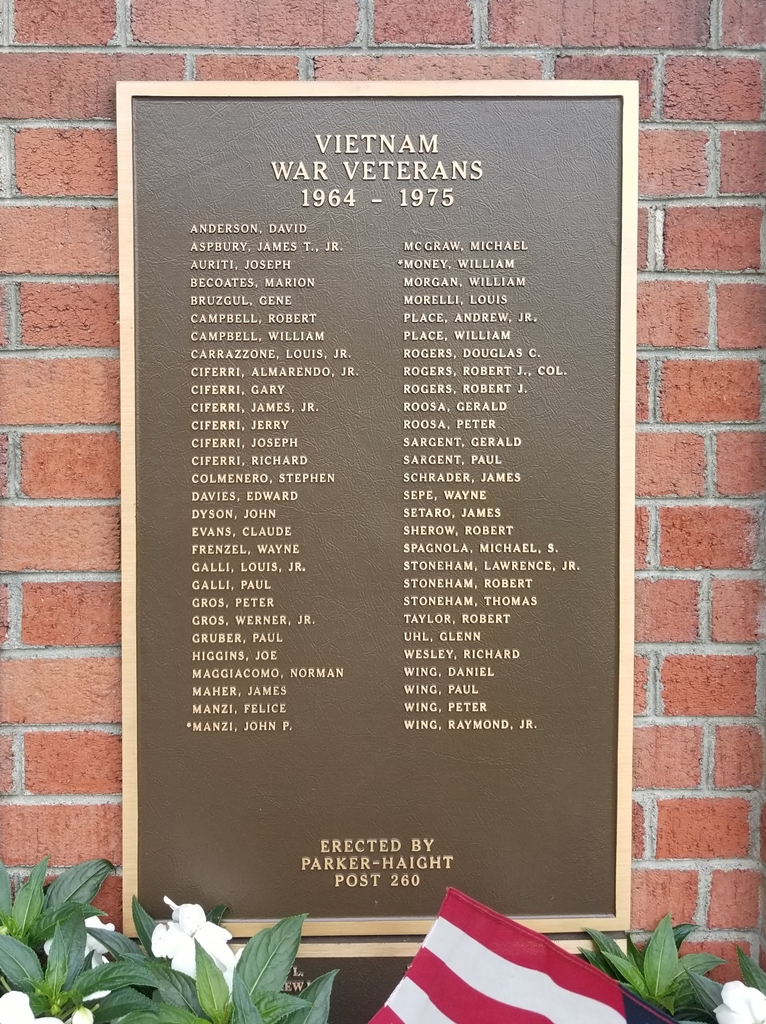 VIETNAM
WAR VETERANS
1964 – 1975
ANDERSON, DAVID
ASPBURY, JAMES T., JR.
AURITI, JOSEPH
BECOATES, MARION
BRUZGUL, GENE
CAMPBELL, ROBERT
CAMPBELL, WILLIAM
CARRAZZONE, LOUIS, JR.
CIFERRI, ALMARENDO, JR.
CIFERRI, GARY
CIFERRI, JAMES, JR.
CIFERRI, JERRY
CIFERRI, JOSEPH
CIFERRI, RICHARD
COLMENERO, STEPHEN
DAVIES, EDWARD
DYSON, JOHN
EVANS, CLAUDE
FRENZEL, WAYNE
GALLI, LOUIS, JR.
GALLI, PAUL
GROS, PETER
GROS, WERNER, JR.
GRUBER, PAUL
HIGGINS, JOE
MAGGIACOMO, NORMAN
MAHER, JAMES
MANZI, FELICE
*MANZI, JOHN P.
MCGRAW, MICHAEL
*MONEY, WILLIAM
MORGAN, WILLIAM
MORELLI, LOUIS
PLACE, ANDREW, JR.
PLACE, WILLIAM
ROGERS, DOUGLAS C.
ROGERS, ROBERT J., COL.
ROGERS, ROBERT J.
ROOSA, GERALD
ROOSA, PETER
SARGENT, GERALD
SARGENT, PAUL
SCHRADER, JAMES
SEPE, WAYNE
SETARO, JAMES
SHEROW, ROBERT
SPAGNOLA, MICHAEL, S.
STONEHAM, LAWRENCE, JR.
STONEHAM, ROBERT
STONEHAM, THOMAS
TAYLOR, ROBERT
UHL, GLENN
WESLEY, RICHARD
WING, DANIEL
WING, PAUL
WING, PETER
WING, RAYMOND, JR.
ERECTED BY
PARKER-HAIGHT
POST 260